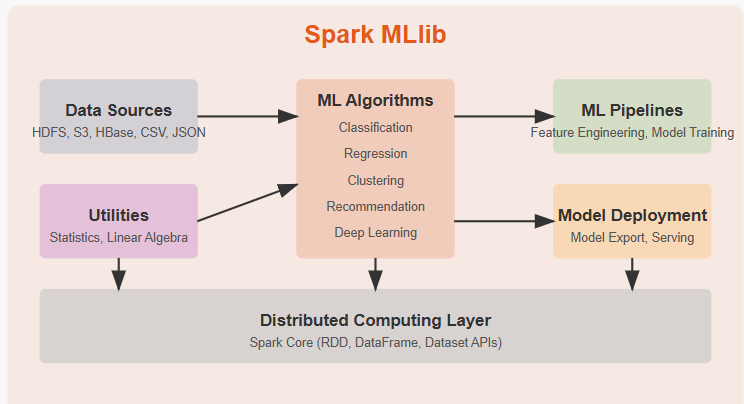 Spark MLlib
Data Sources
HDFS, S3, HBase, CSV, JSON
ML Algorithms
Classification
Regression
Clustering
Recommendation
Deep Learning
ML Pipelines
Feature Engineering, Model Training
Utilities
Statistics, Linear Algebra
Model Deployment
Model Export, Serving
Distributed Computing Layer
Spark Core (RDD, DataFrame, Dataset APIs)